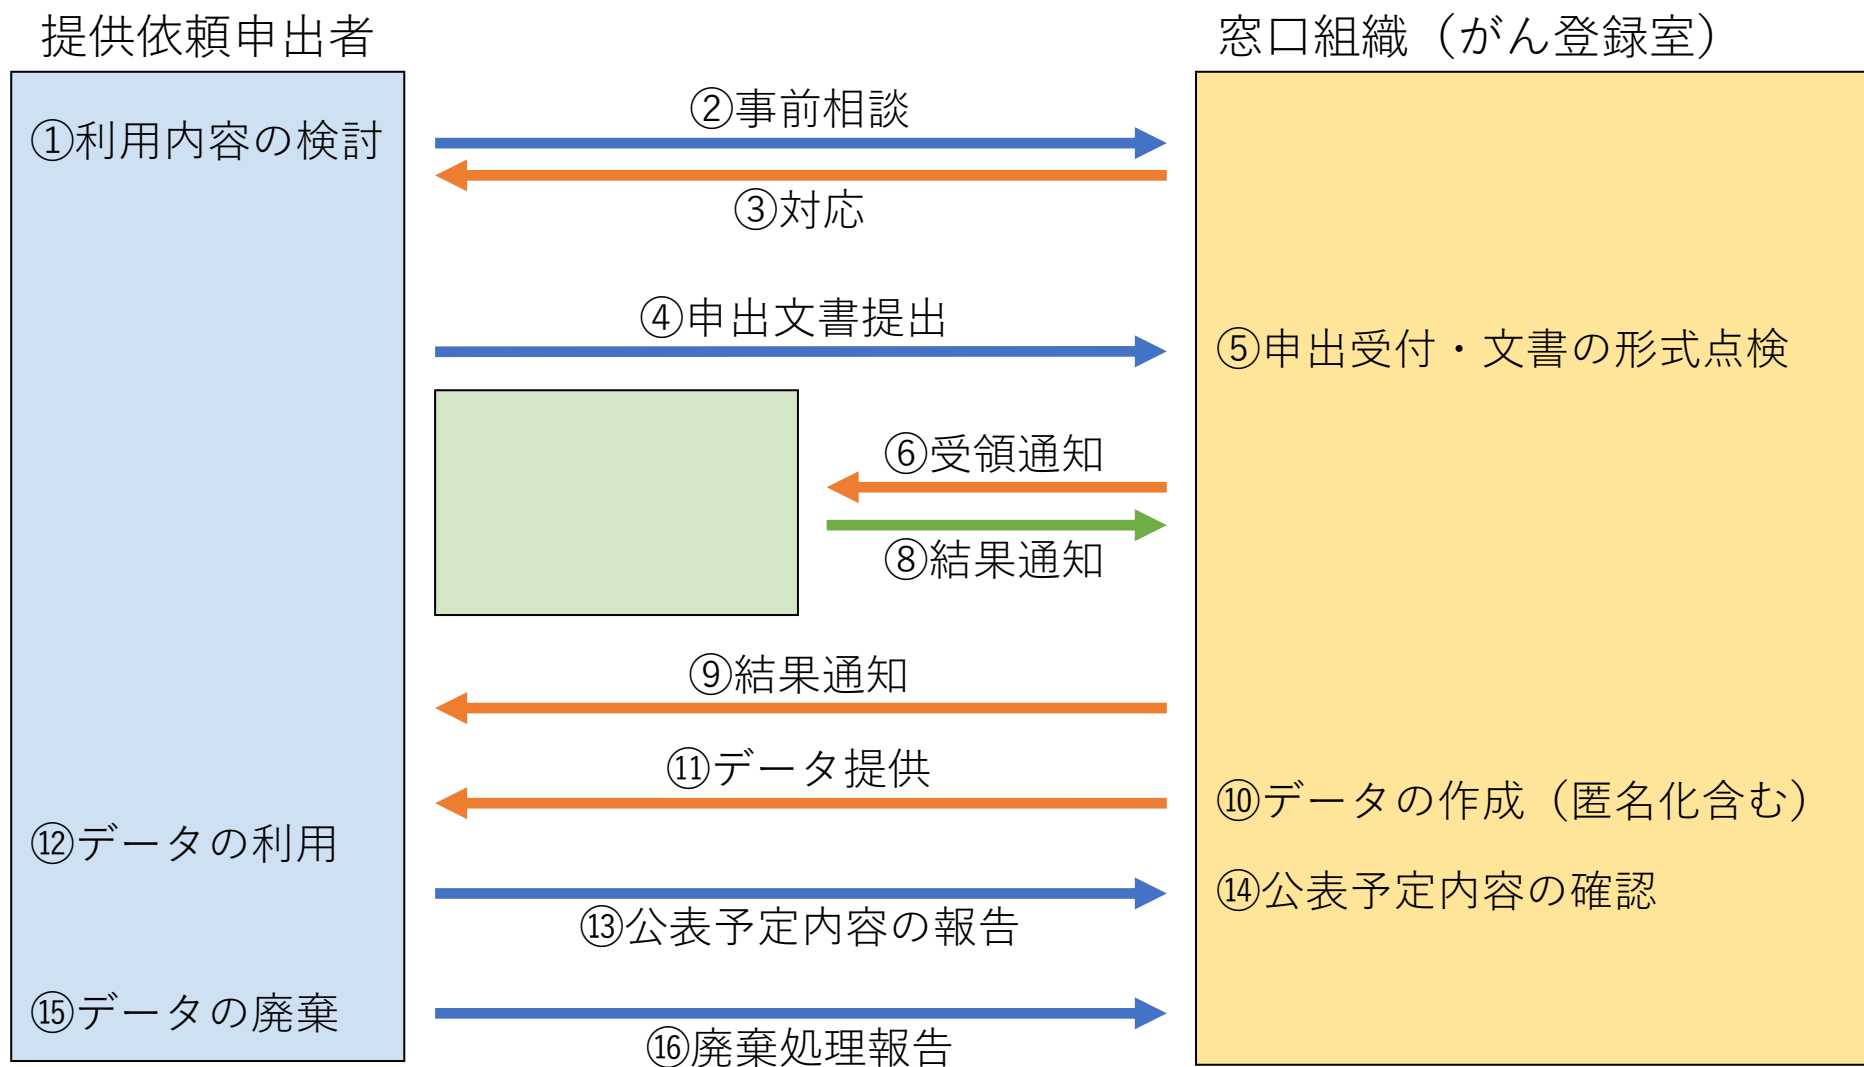 提供依頼申出者
窓口組織（がん登録室）
①利用内容の検討
②事前相談
③対応
④申出文書提出
⑤申出受付・文書の形式点検
⑥受領通知
⑧結果通知
⑨結果通知
⑪データ提供
⑩データの作成（匿名化含む）
⑫データの利用
⑭公表予定内容の確認
⑬公表予定内容の報告
⑮データの廃棄
⑯廃棄処理報告